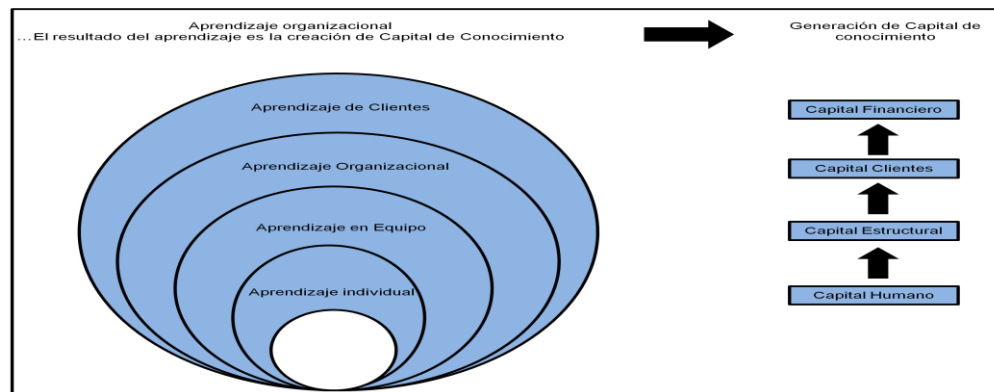 Aprendizaje organizacional
…El resultado del aprendizaje es la creación de Capital de Conocimiento
Generación de Capital de
conocimiento
Aprendizaje de Clientes
Aprendizaje Organizacional
Aprendizaje en Equipo
Aprendizaje individual
Capital Financiero
Capital Clientes
Capital Estructural
Capital Humano